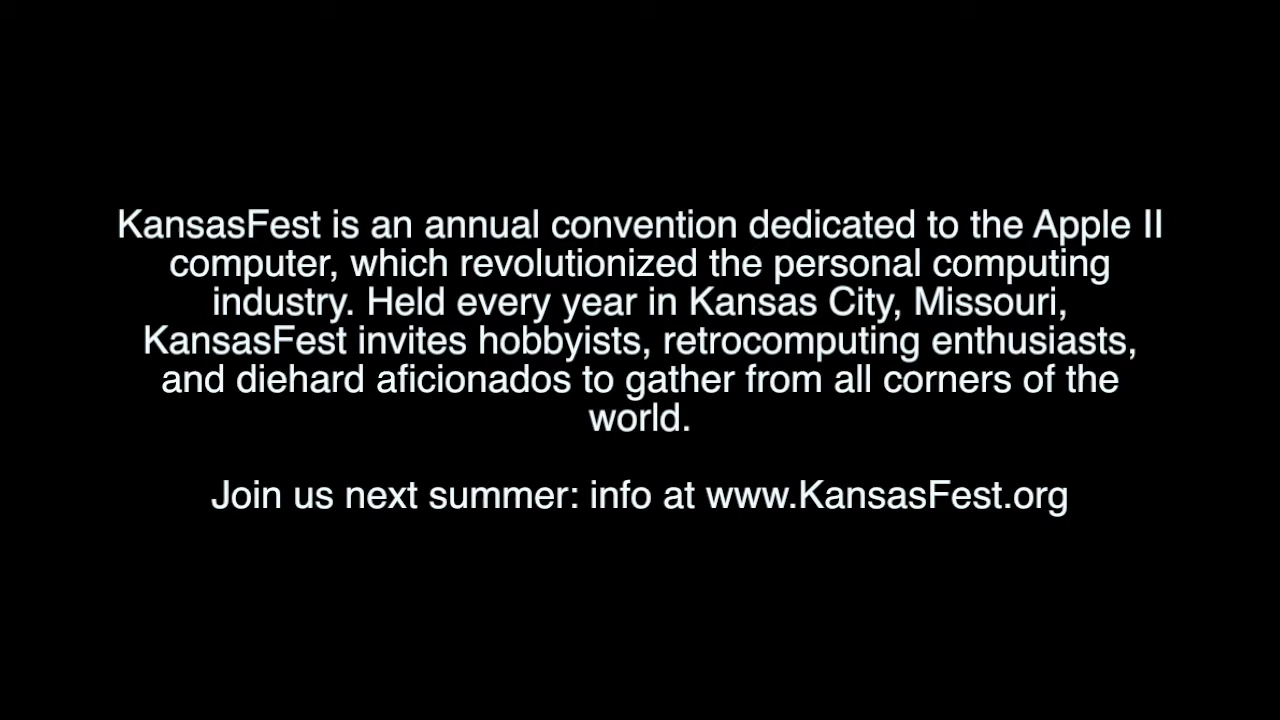 KansasFest is an annual convention dedicated to the Apple II
computer, which revolutionized the personal computing
industry. Held every year in Kansas City, Missouri,
KansasFest invites hobbyists, retrocomputing enthusiasts,
and diehard aficionados to gather from all corners of the
world.
Join us next summer: info at www.KansasFest.org